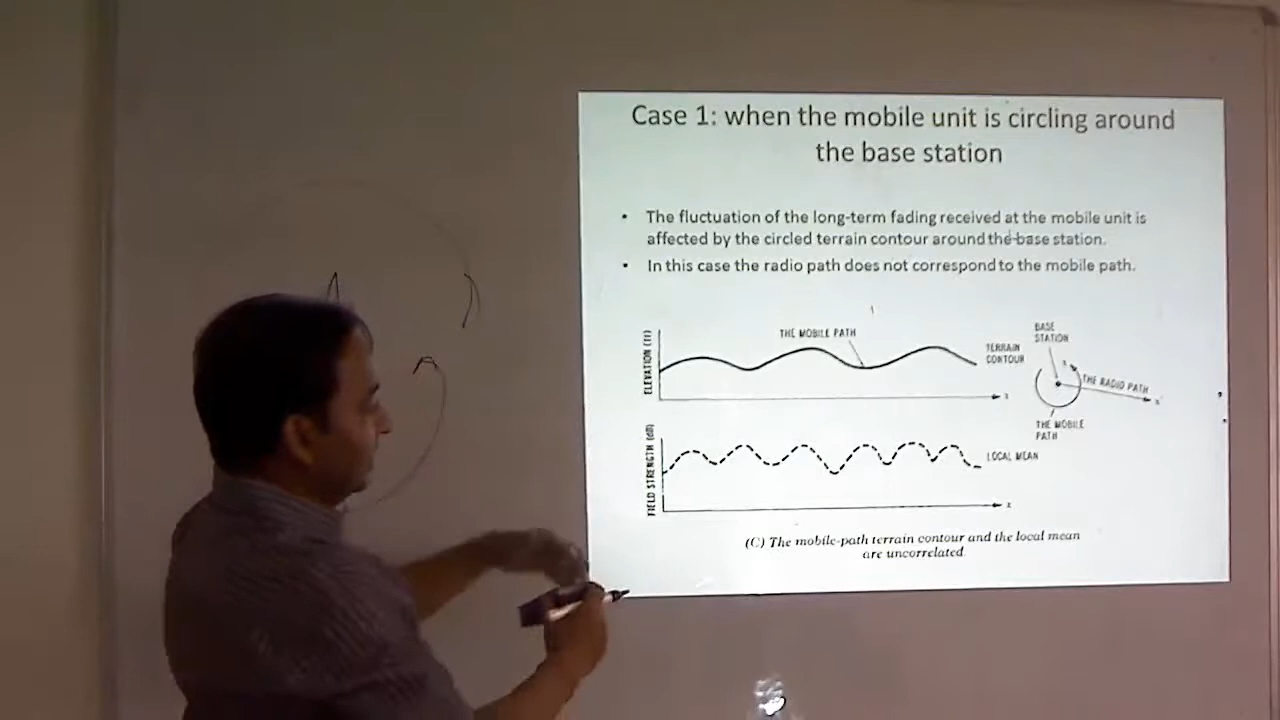 Case 1: when the mobile unit is circling around
the base station
• The fluctuation of the long-term fading received at the mobile unit is
affected by the circled terrain contour around the base station.
• In this case the radio path does not correspond to the mobile path.
ELEVATION (ft)
THE MOBILE PATH
TERRAIN
CONTOUR
x
BASE
STATION
x
THE RADIO PATH
x
THE MOBILE
PATH
FIELD STRENGTH (dB)
LOCAL MEAN
x
(C) The mobile-path terrain contour and the local mean
are uncorrelated.